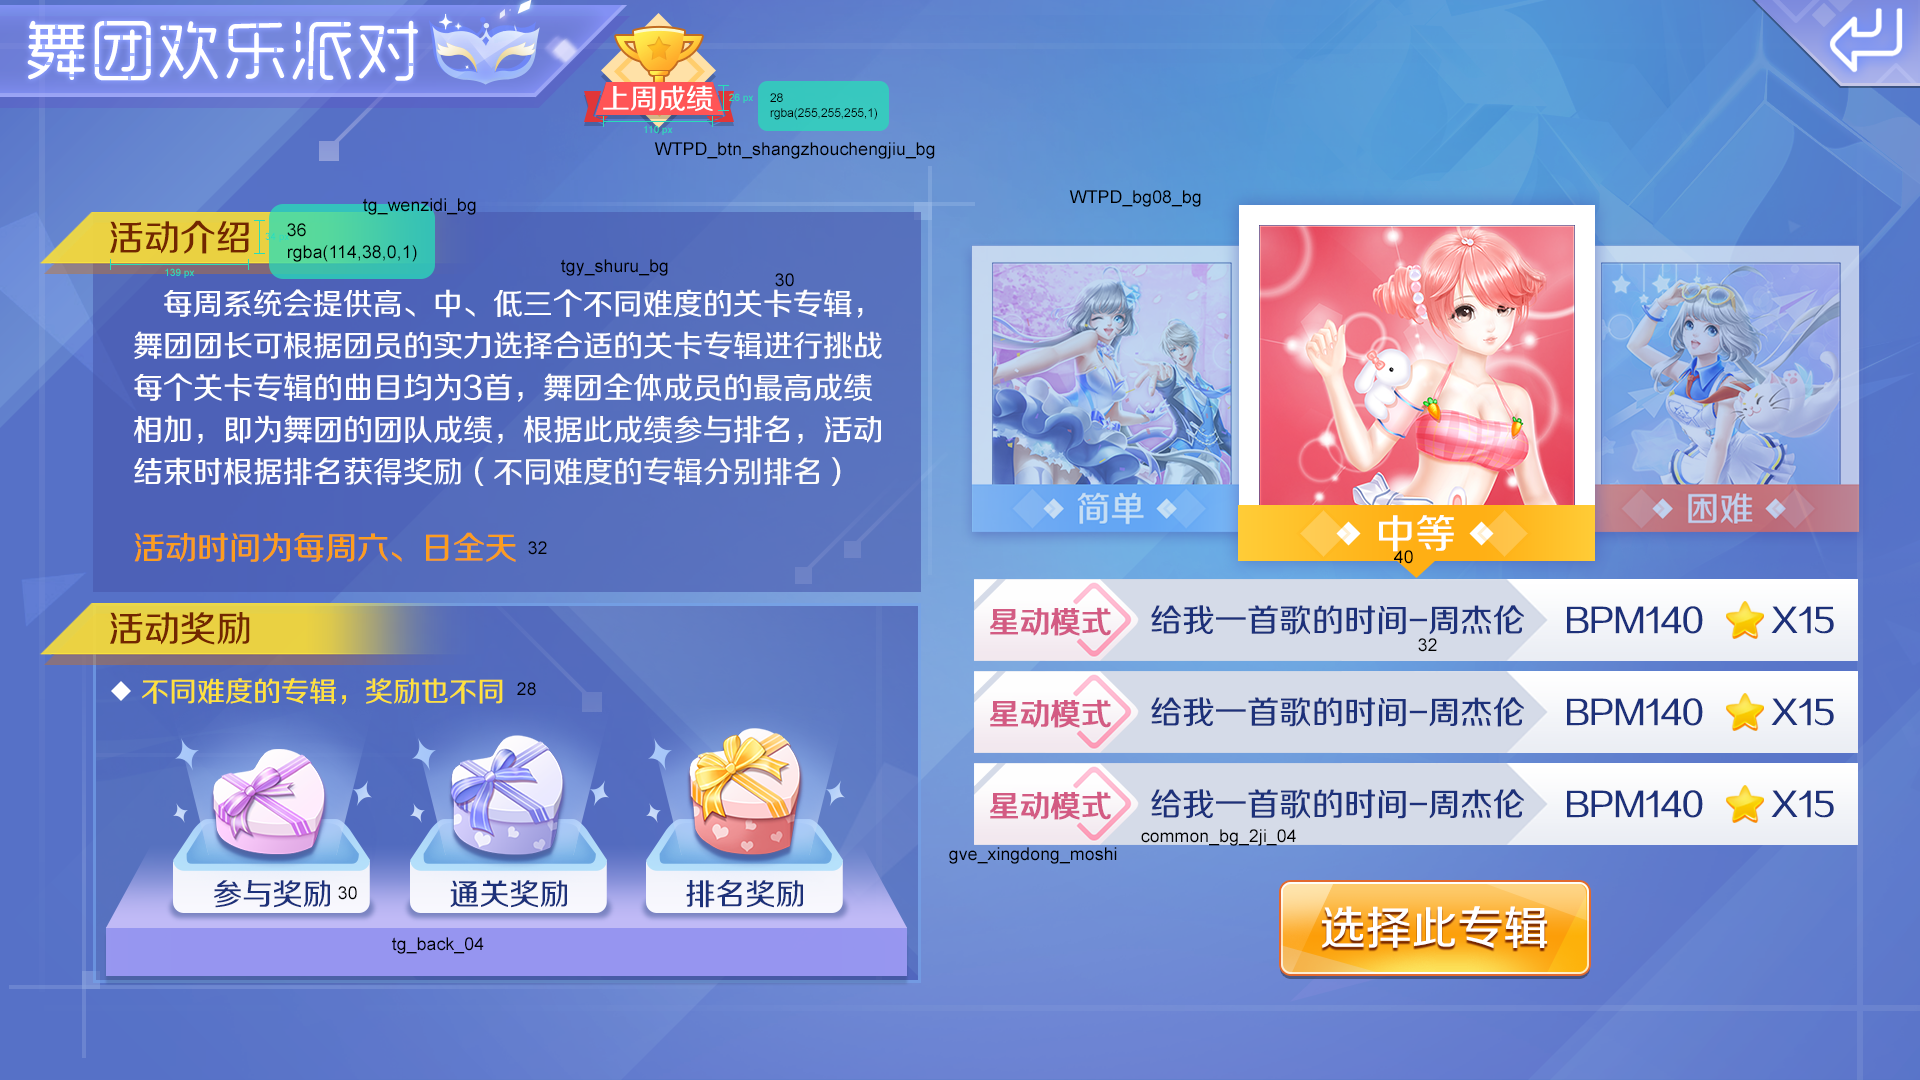 舞团欢乐派对
上周成绩
26 px
110 px
28
rgba(255,255,255,1)
WTPD_btn_shangzhouchengjiu_bg
tg_wenzidi_bg
活动介绍
139 px
36
rgba(114,38,0,1)
tgy_shuru_bg
30
每周系统会提供高、中、低三个不同难度的关卡专辑，
舞团团长可根据团员的实力选择合适的关卡专辑进行挑战
每个关卡专辑的曲目均为3首，舞团全体成员的最高成绩
相加，即为舞团的团队成绩，根据此成绩参与排名，活动
结束时根据排名获得奖励（不同难度的专辑分别排名）
活动时间为每周六、日全天 32
活动奖励
不同难度的专辑，奖励也不同 28
参与奖励 30
通关奖励
排名奖励
tg_back_04
WTPD_bg08_bg
简单
中等
40
困难
星动模式 给我一首歌的时间-周杰伦 BPM140 X15
32
星动模式 给我一首歌的时间-周杰伦 BPM140 X15
星动模式 给我一首歌的时间-周杰伦 BPM140 X15
common_bg_2ji_04
gve_xingdong_moshi
选择此专辑